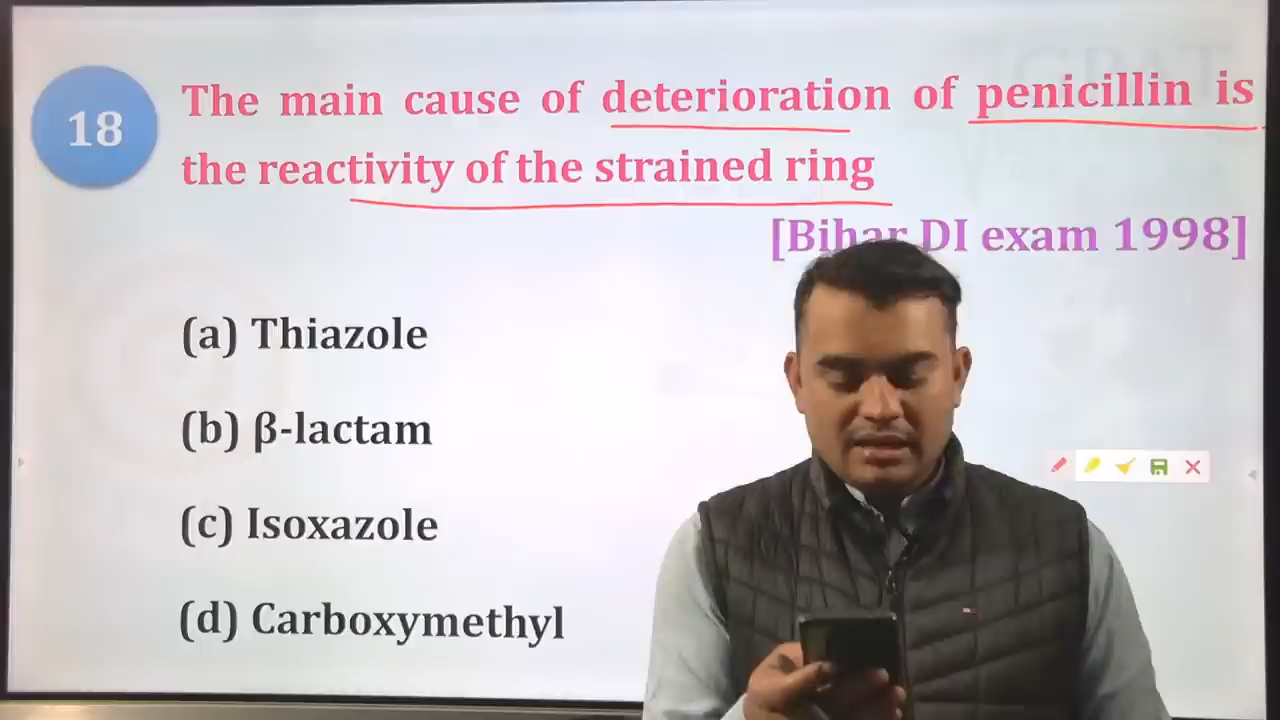 18
The main cause of deterioration of penicillin is
the reactivity of the strained ring
[Bihar DI exam 1998]
(a) Thiazole
(b) β-lactam
(c) Isoxazole
(d) Carboxymethyl